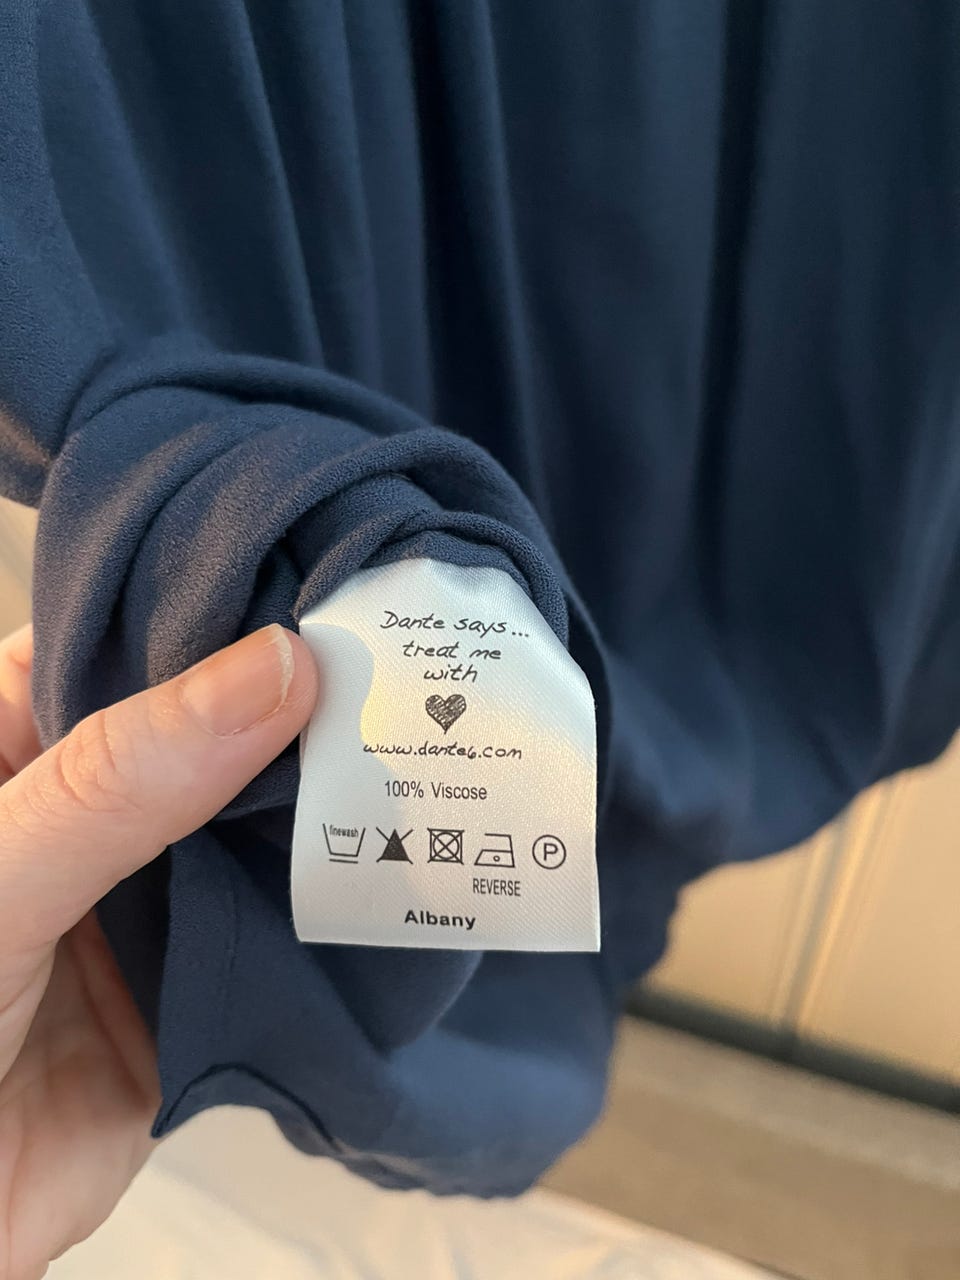 Dante says...
treat me
with
www.dante6.com
100% Viscose
finewash
P
REVERSE
Albany